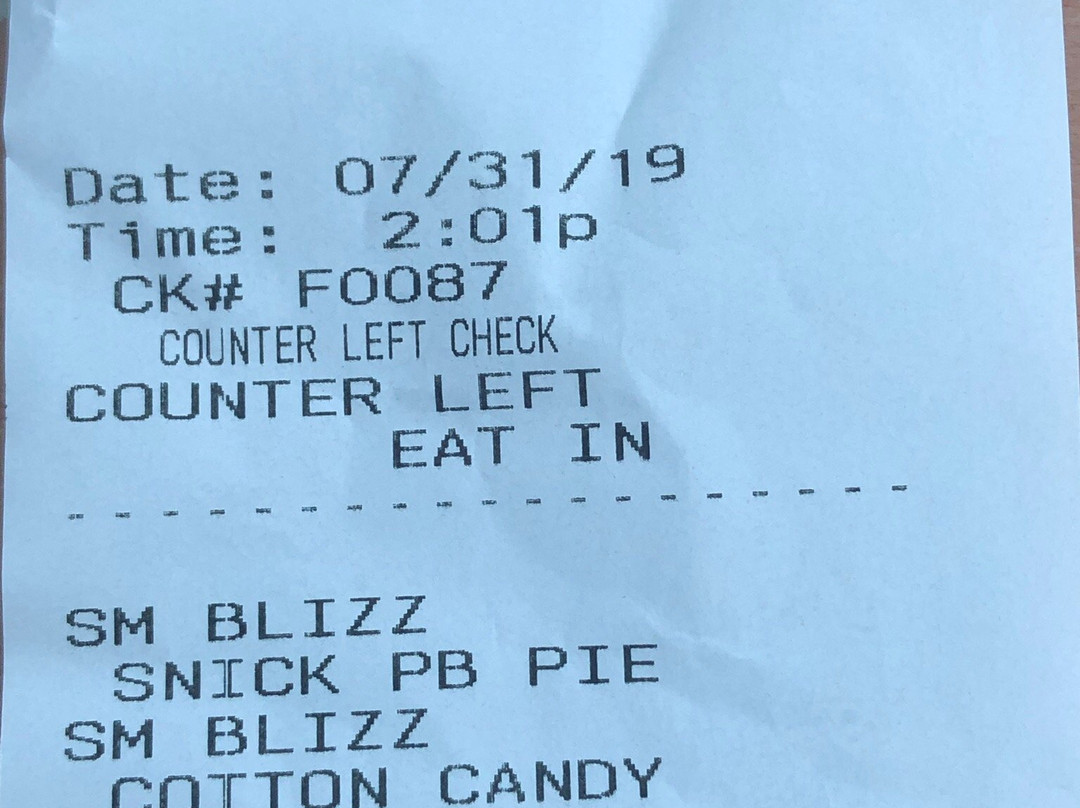 Date: 07/31/19
Time: 2:01p
CK# F0087
COUNTER LEFT CHECK
COUNTER LEFT
EAT IN
--------------------
SM BLIZZ
SNICK PB PIE
SM BLIZZ
COTTON CANDY